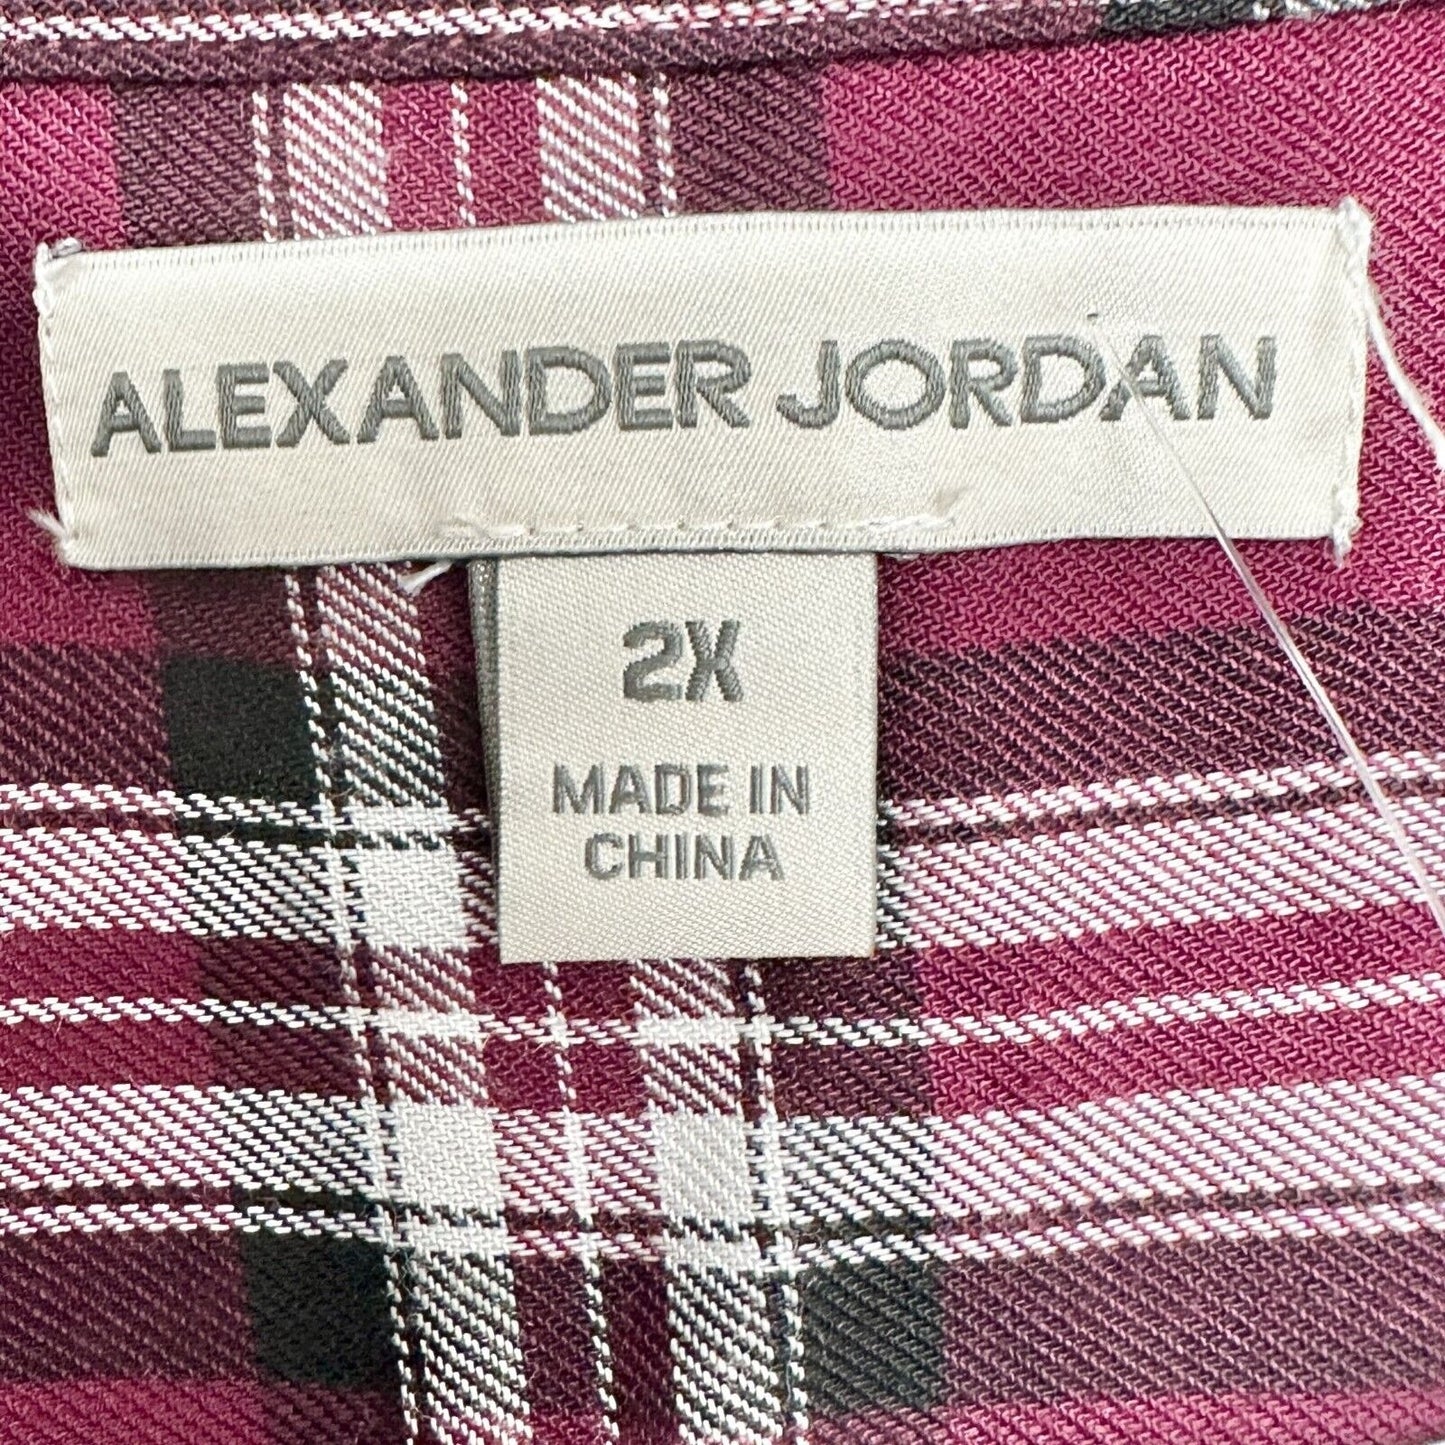 ALEXANDER JORDAN
2X
MADE IN
CHINA